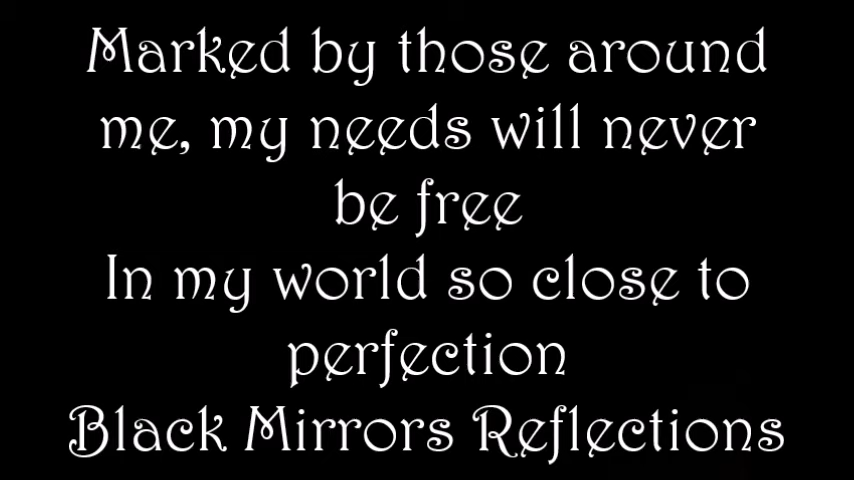 Marked by those around
me, my needs will never
be free
In my world so close to
perfection
Black Mirrors Reflections